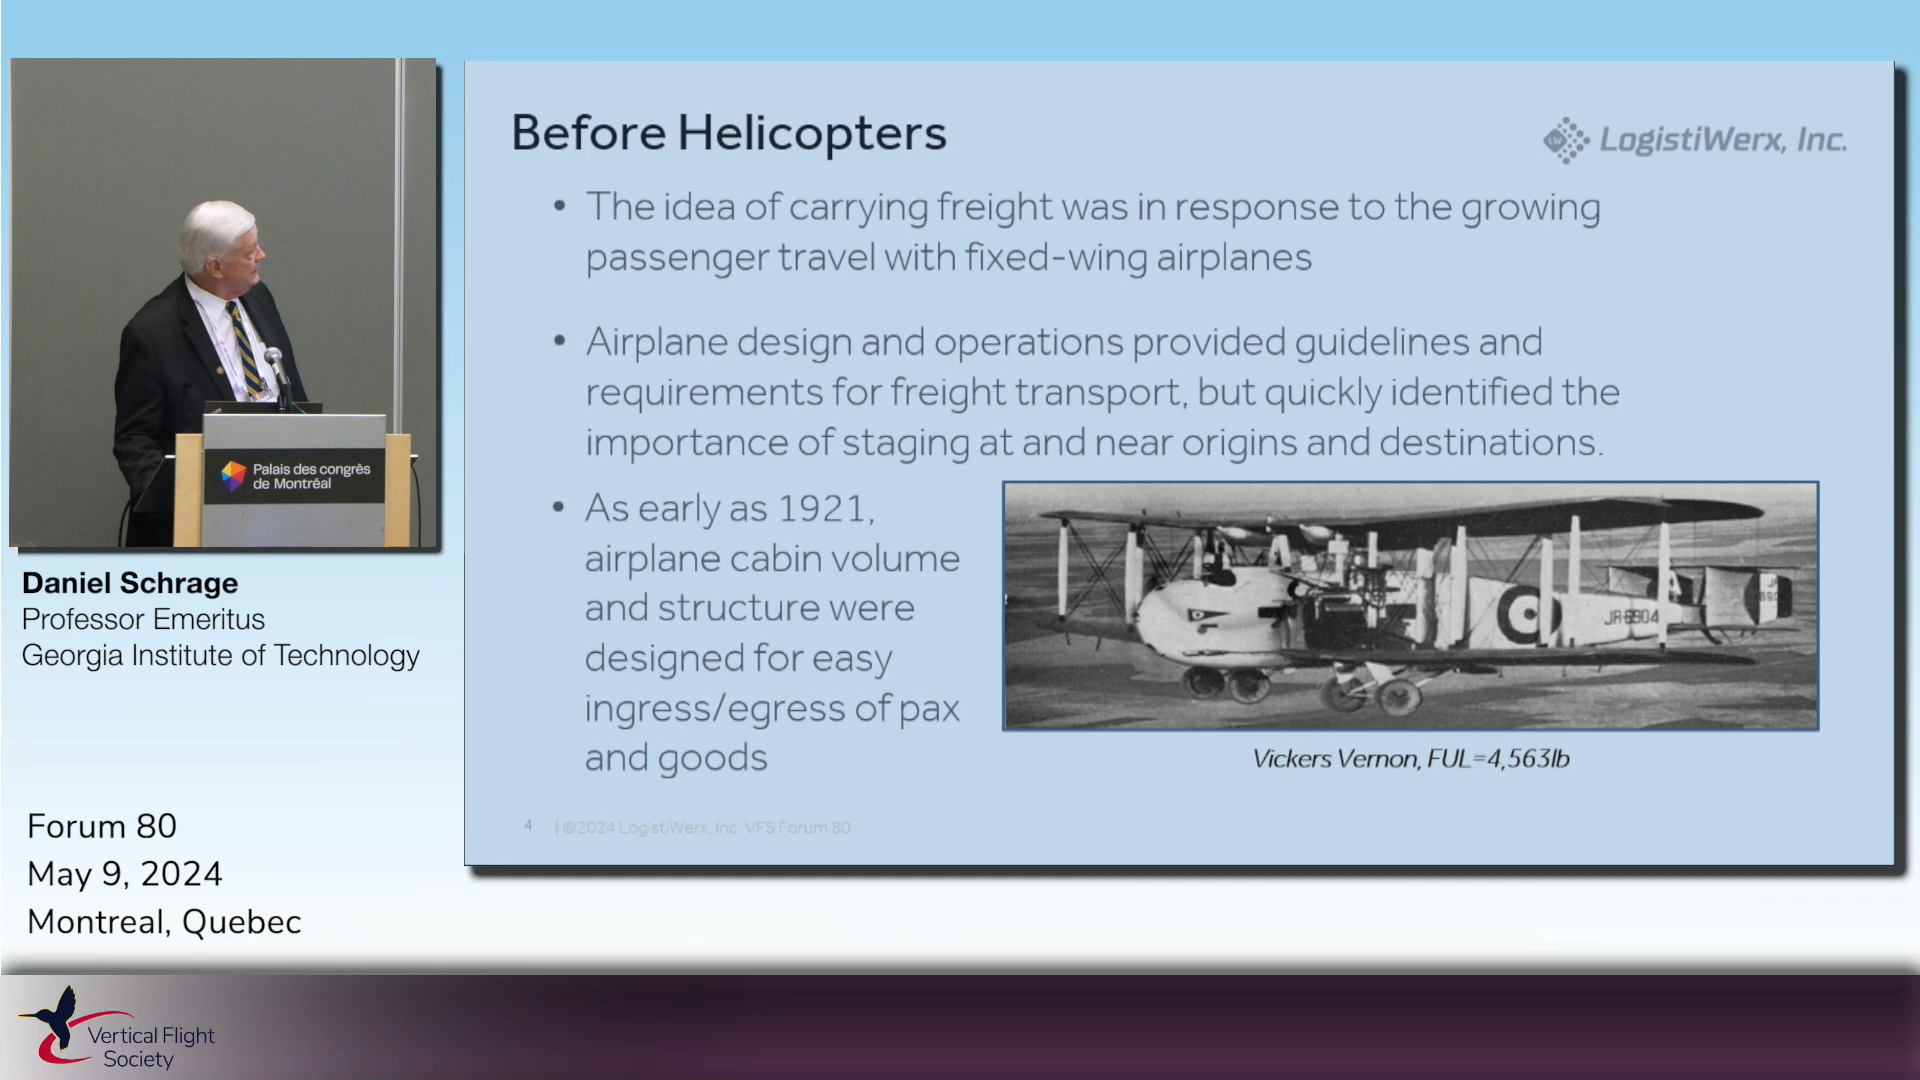 Before Helicopters
LogistiWerx, Inc.
• The idea of carrying freight was in response to the growing
passenger travel with fixed-wing airplanes
• Airplane design and operations provided guidelines and
requirements for freight transport, but quickly identified the
importance of staging at and near origins and destinations.
• As early as 1921,
airplane cabin volume
and structure were
designed for easy
ingress/egress of pax
and goods
Vickers Vernon, FUL=4,563lb
4 | ©2024 LogistiWerx, Inc. VFS Forum 80
Palais des congrès
de Montréal
Daniel Schrage
Professor Emeritus
Georgia Institute of Technology
Forum 80
May 9, 2024
Montreal, Quebec
Vertical Flight
Society